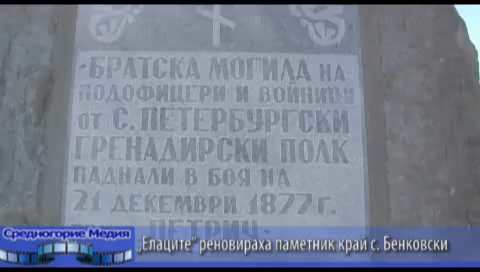 -БРАТСКА МОГИЛА НА
ПОДОФИЦЕРИ И ВОЙНИЦИ
ОТ С. ПЕТЕРБУРГСКИ
ГРЕНАДИРСКИ ПОЛК
ПАДНАЛИ В БОЯ НА
21 ДЕКЕМВРИ 1877 Г.
ПЕТРИЧ-
Средногорие Медия
„Елаците" реновираха паметник край с. Бенковски